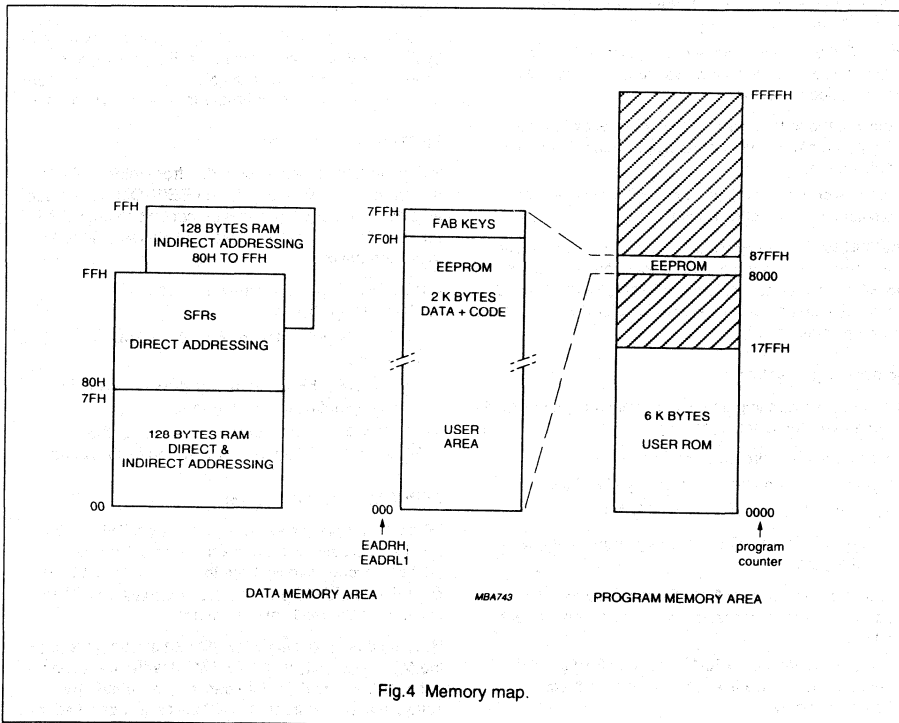 FFH
128 BYTES RAM
INDIRECT ADDRESSING
80H TO FFH
FFH
SFRs
DIRECT ADDRESSING
80H
7FH
128 BYTES RAM
DIRECT &
INDIRECT ADDRESSING
00
7FFH
FAB KEYS
7F0H
EEPROM
2 K BYTES
DATA + CODE
USER
AREA
000
EADRH,
EADRL1
FFFFH
87FFH
EEPROM
8000
17FFH
6 K BYTES
USER ROM
0000
program
counter
DATA MEMORY AREA
MBA743
PROGRAM MEMORY AREA
Fig.4 Memory map.